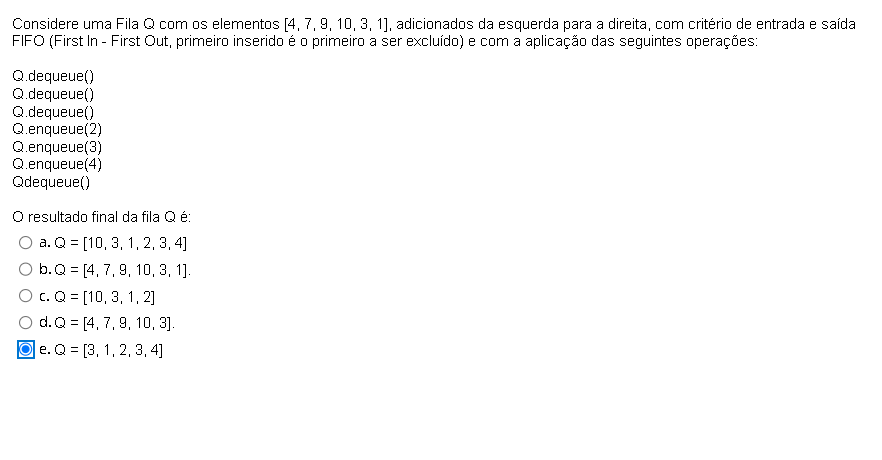 Considere uma Fila Q com os elementos [4, 7, 9, 10, 3, 1], adicionados da esquerda para a direita, com critério de entrada e saída
FIFO (First In - First Out, primeiro inserido é o primeiro a ser excluído) e com a aplicação das seguintes operações:
Q.dequeue()
Q.dequeue()
Q.dequeue()
Q.enqueue(2)
Q.enqueue(3)
Q.enqueue(4)
Qdequeue()
O resultado final da fila Q é:
a. Q = [10, 3, 1, 2, 3, 4]
b. Q = [4, 7, 9, 10, 3, 1].
c. Q = [10, 3, 1, 2]
d. Q = [4, 7, 9, 10, 3].
e. Q = [3, 1, 2, 3, 4]